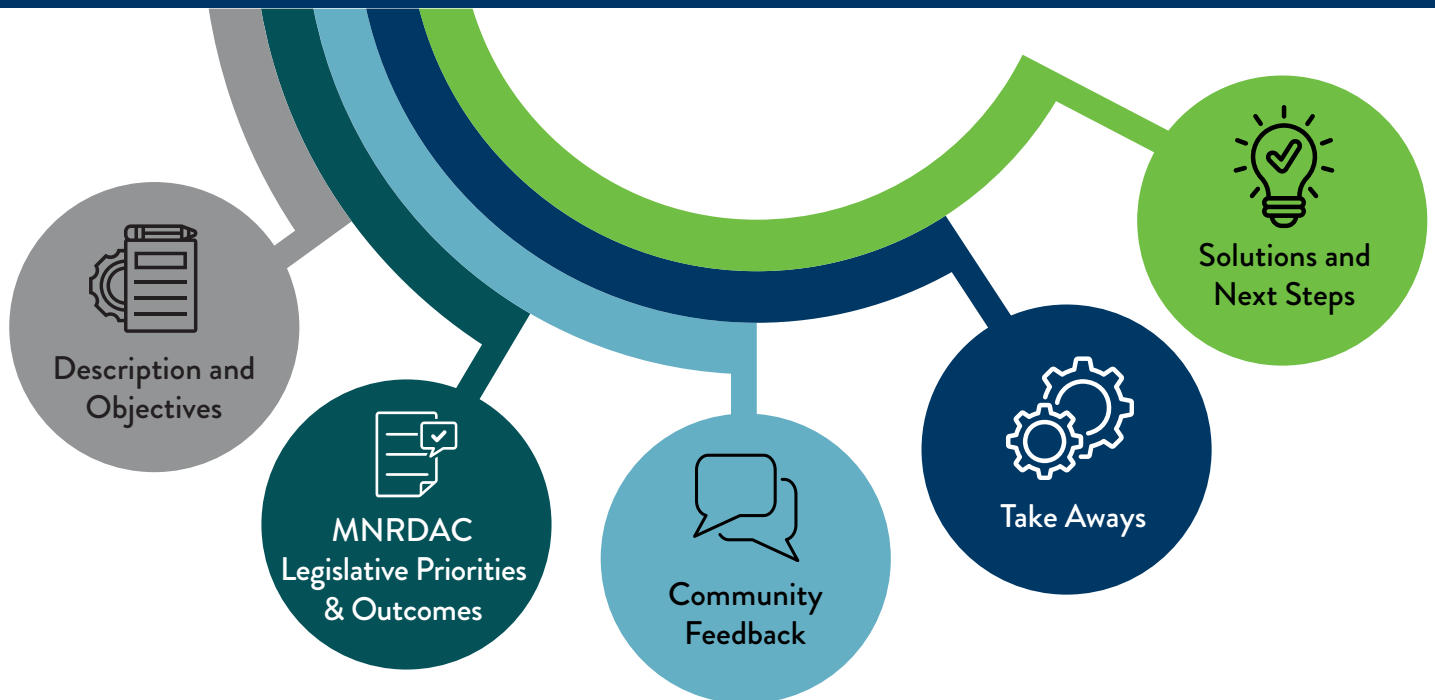 Description and
Objectives
MNRDAC
Legislative Priorities
& Outcomes
Community
Feedback
Take Aways
Solutions and
Next Steps